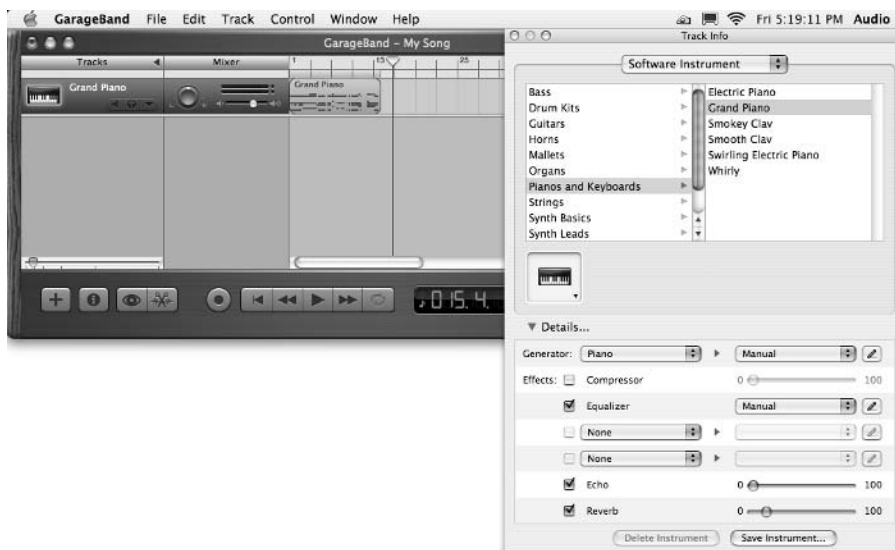 GarageBand File Edit Track Control Window Help
Fri 5:19:11 PM Audio
GarageBand – My Song
Track Info
Tracks
Mixer
1
25
Software Instrument
Grand Piano
Grand Piano
Bass
Drum Kits
Guitars
Horns
Mallets
Organs
Pianos and Keyboards
Strings
Synth Basics
Synth Leads
Electric Piano
Grand Piano
Smokey Clav
Smooth Clav
Swirling Electric Piano
Whirly
015.4.
Details...
Generator: Piano Manual
Effects: Compressor 0 100
Equalizer Manual
None
None
Echo 0 100
Reverb 0 100
Delete Instrument Save Instrument...